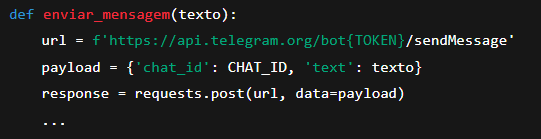 def enviar_mensagem(texto):
    url = f'https://api.telegram.org/bot{TOKEN}/sendMessage'
    payload = {'chat_id': CHAT_ID, 'text': texto}
    response = requests.post(url, data=payload)
    ...